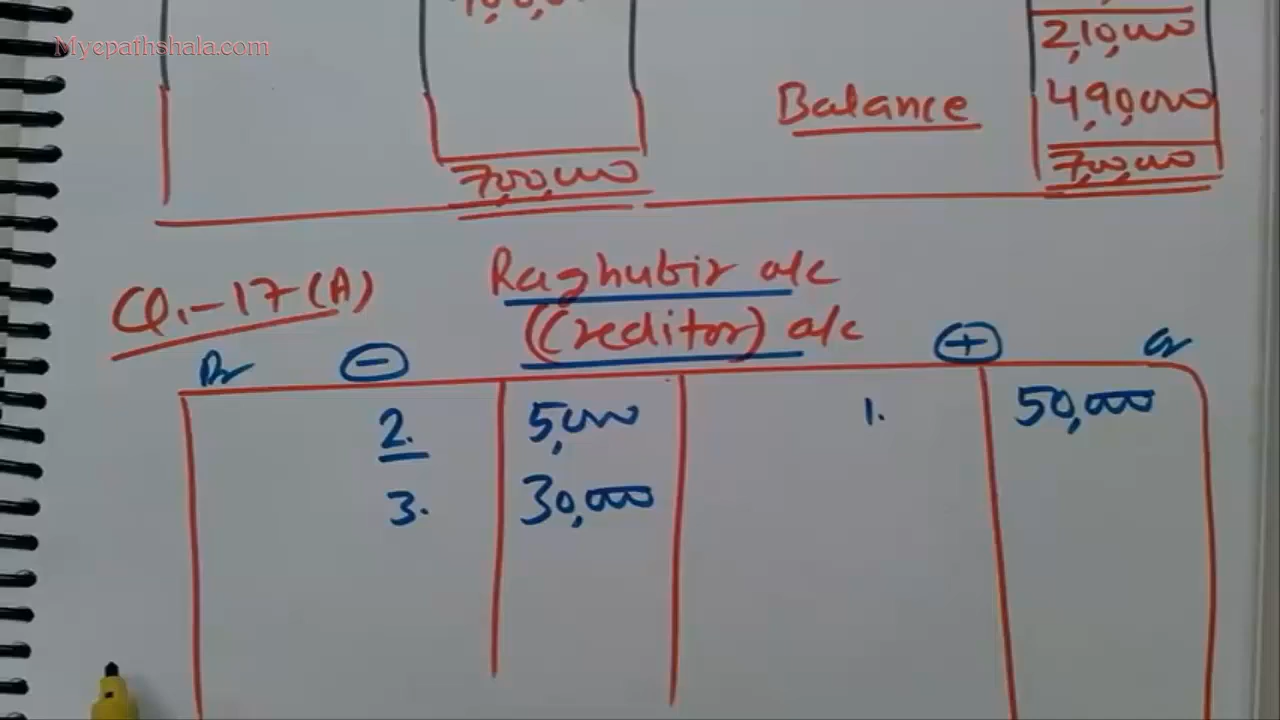 Myepathshala.com
2,10,000
Balance 4,90,000
7,00,000 7,00,000
Q.-17(A) Raghubir a/c
(Creditor) a/c
Dr - + Cr
2. 5,000 1. 50,000
3. 30,000